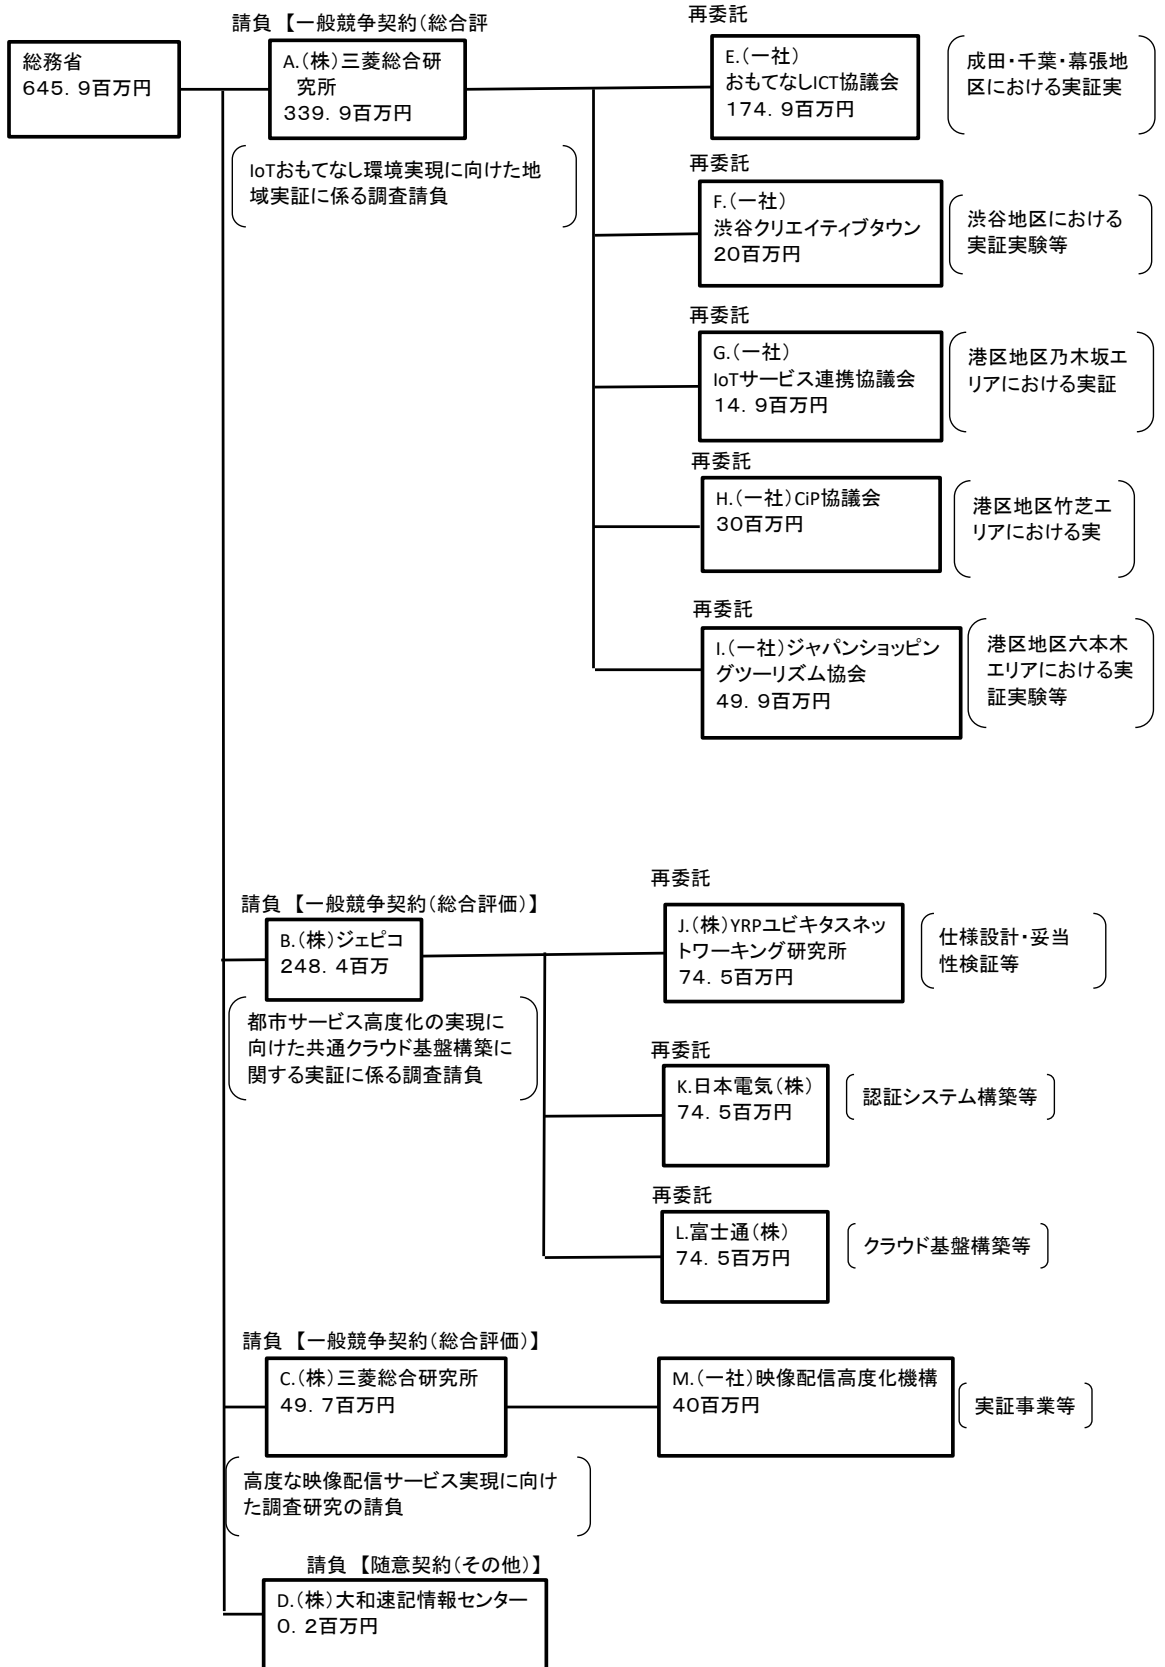 総務省
645．9百万円
請負 【一般競争契約（総合評
A.（株）三菱総合研
究所
339．9百万円
IoTおもてなし環境実現に向けた地
域実証に係る調査請負
再委託
E.（一社）
おもてなしICT協議会
174．9百万円
成田・千葉・幕張地
区における実証実
再委託
F.（一社）
渋谷クリエイティブタウン
20百万円
渋谷地区における
実証実験等
再委託
G.（一社）
IoTサービス連携協議会
14．9百万円
港区地区乃木坂エ
リアにおける実証
再委託
H.（一社）CiP協議会
30百万円
港区地区竹芝エ
リアにおける実
再委託
I.（一社）ジャパンショッピン
グツーリズム協会
49．9百万円
港区地区六本木
エリアにおける実
証実験等
請負 【一般競争契約（総合評価）】
B.（株）ジェピコ
248．4百万
都市サービス高度化の実現に
向けた共通クラウド基盤構築に
関する実証に係る調査請負
再委託
J.（株）YRPユビキタスネッ
トワーキング研究所
74．5百万円
仕様設計・妥当
性検証等
再委託
K.日本電気（株）
74．5百万円
認証システム構築等
再委託
L.富士通（株）
74．5百万円
クラウド基盤構築等
請負 【一般競争契約（総合評価）】
C.（株）三菱総合研究所
49．7百万円
高度な映像配信サービス実現に向け
た調査研究の請負
M.（一社）映像配信高度化機構
40百万円
実証事業等
請負 【随意契約（その他）】
D.（株）大和速記情報センター
0．2百万円